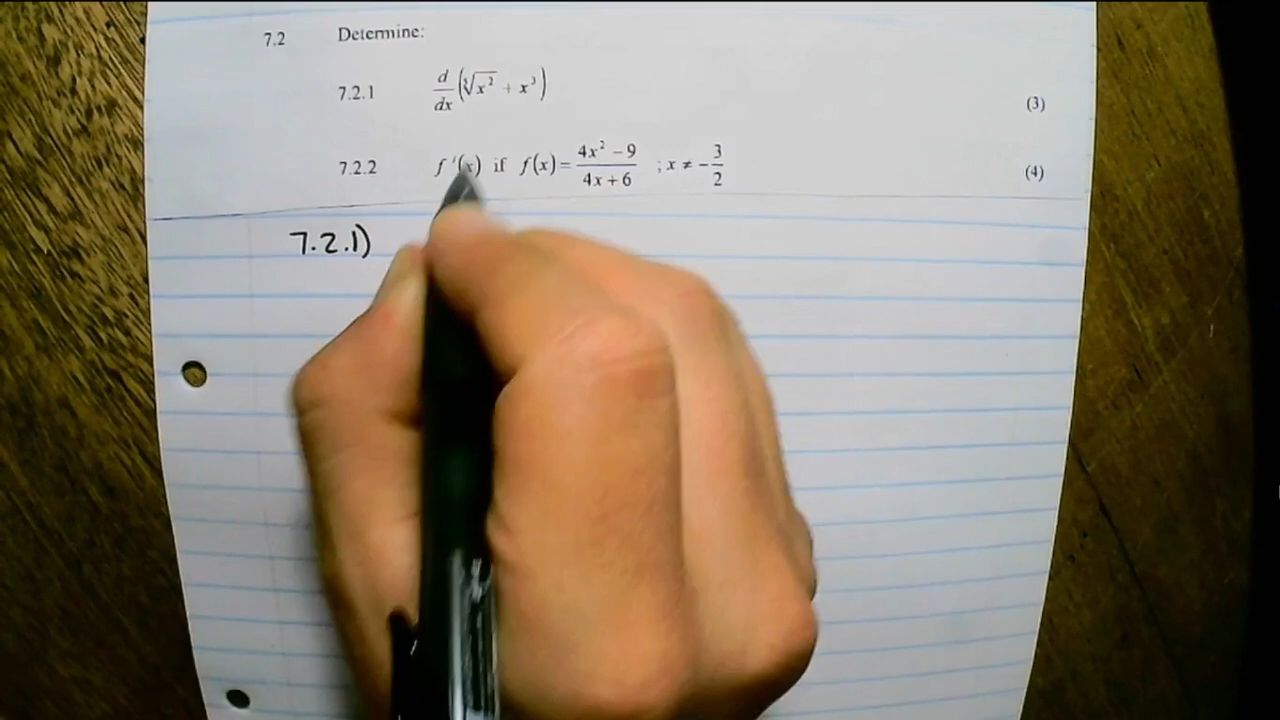 7.2 Determine:
7.2.1 d/dx (⁵√x² + x³) (3)
7.2.2 f '(x) if f(x) = (4x² − 9)/(4x + 6) ; x ≠ −3/2 (4)
7.2.1)